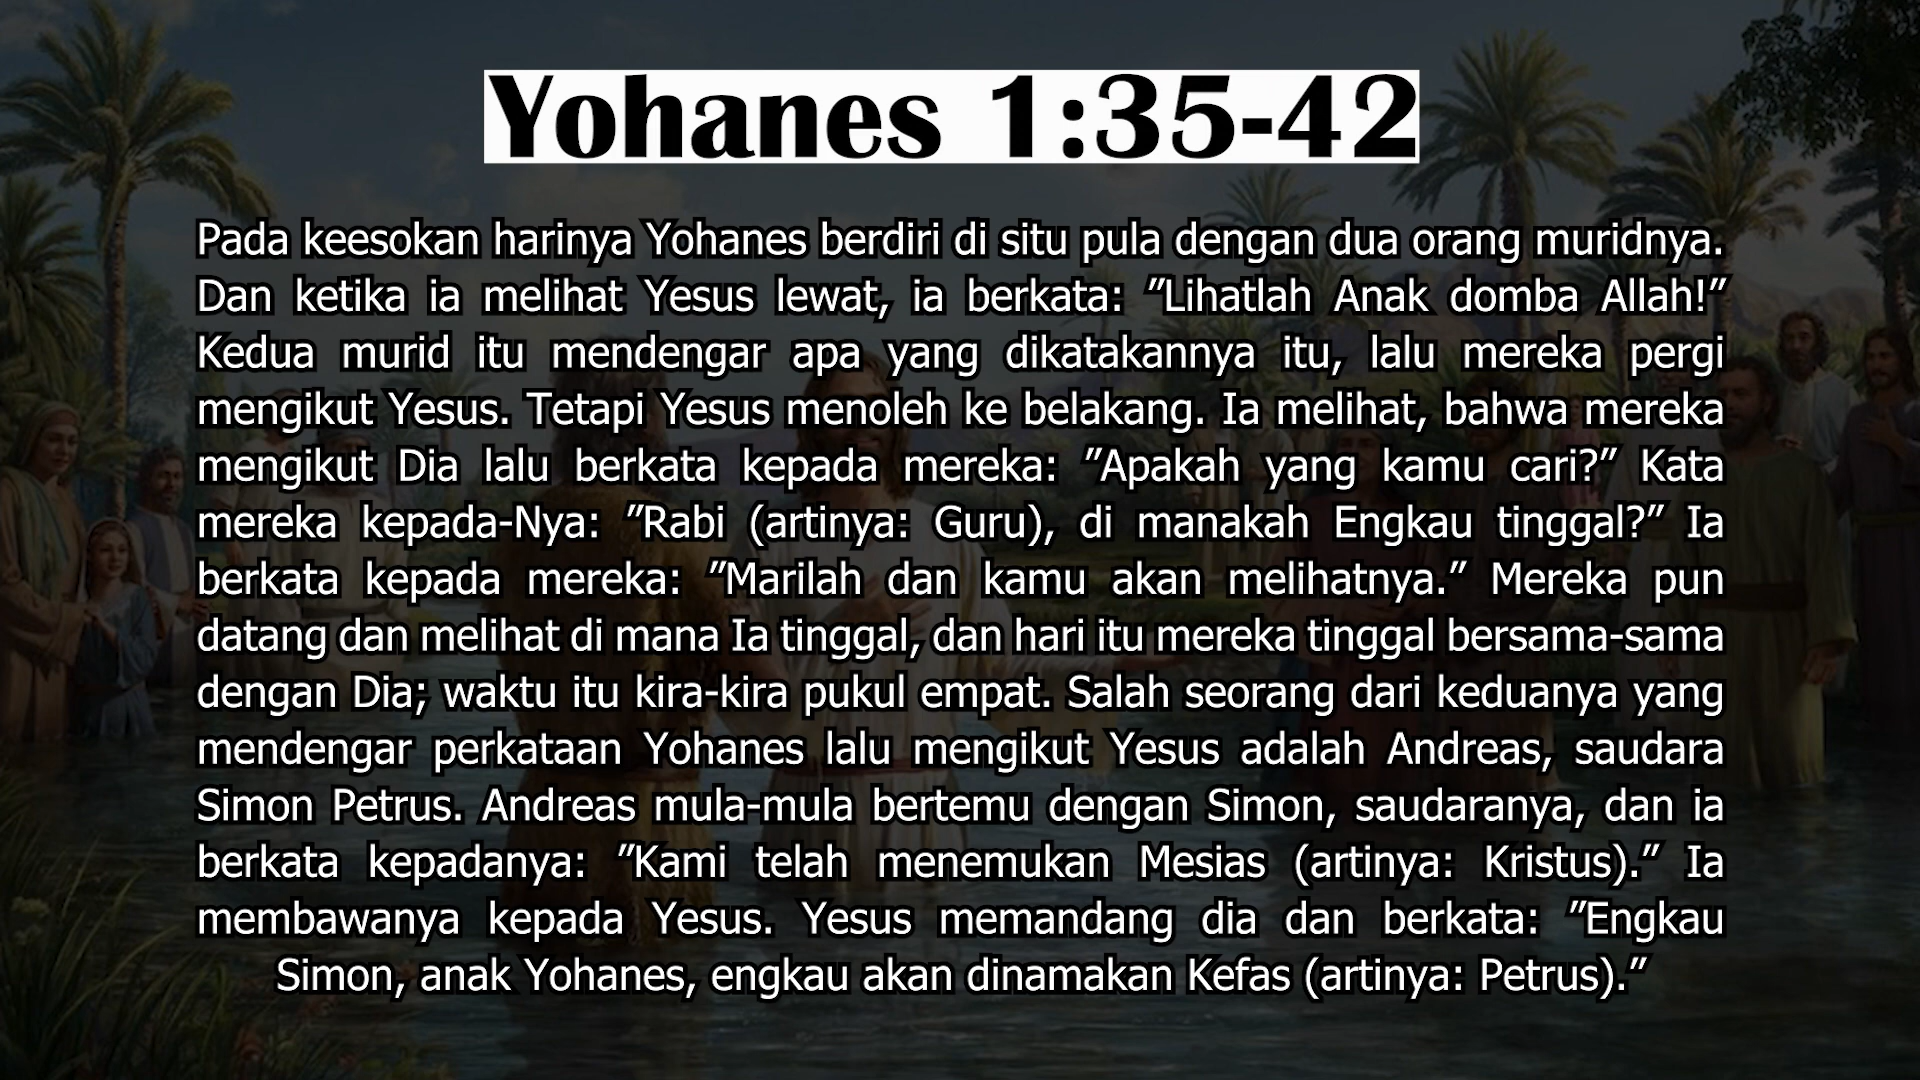 Yohanes 1:35-42
Pada keesokan harinya Yohanes berdiri di situ pula dengan dua orang muridnya.
Dan ketika ia melihat Yesus lewat, ia berkata: ”Lihatlah Anak domba Allah!”
Kedua murid itu mendengar apa yang dikatakannya itu, lalu mereka pergi
mengikut Yesus. Tetapi Yesus menoleh ke belakang. Ia melihat, bahwa mereka
mengikut Dia lalu berkata kepada mereka: ”Apakah yang kamu cari?” Kata
mereka kepada-Nya: ”Rabi (artinya: Guru), di manakah Engkau tinggal?” Ia
berkata kepada mereka: ”Marilah dan kamu akan melihatnya.” Mereka pun
datang dan melihat di mana Ia tinggal, dan hari itu mereka tinggal bersama-sama
dengan Dia; waktu itu kira-kira pukul empat. Salah seorang dari keduanya yang
mendengar perkataan Yohanes lalu mengikut Yesus adalah Andreas, saudara
Simon Petrus. Andreas mula-mula bertemu dengan Simon, saudaranya, dan ia
berkata kepadanya: ”Kami telah menemukan Mesias (artinya: Kristus).” Ia
membawanya kepada Yesus. Yesus memandang dia dan berkata: ”Engkau
Simon, anak Yohanes, engkau akan dinamakan Kefas (artinya: Petrus).”